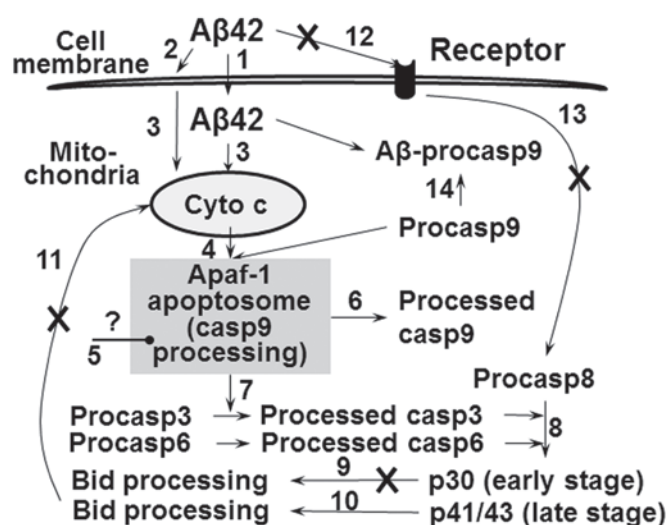 Aβ42
12
Cell
membrane
2
1
Receptor
3
Aβ42
3
13
Mito-
chondria
Aβ-procasp9
14
Cyto c
Procasp9
11
4
Apaf-1
apoptosome
(casp9
processing)
6
Processed
casp9
?
5
Procasp8
7
Procasp3
Processed casp3
Procasp6
Processed casp6
8
Bid processing
9
p30 (early stage)
Bid processing
10
p41/43 (late stage)